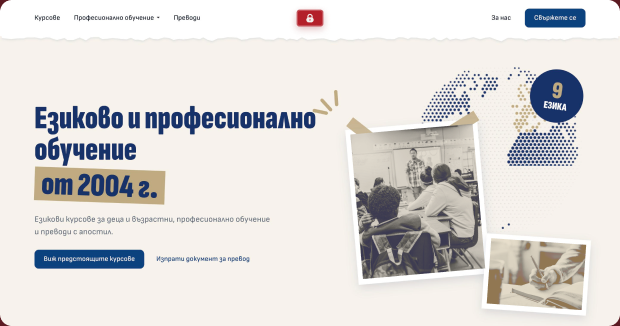 Курсове
Професионално обучение
Преводи
За нас
Свържете се
9
ЕЗИКА
Езиково и професионално
обучение
от 2004 г.
Езикови курсове за деца и възрастни, професионално обучение
и преводи с апостил.
Виж предстоящите курсове
Изпрати документ за превод